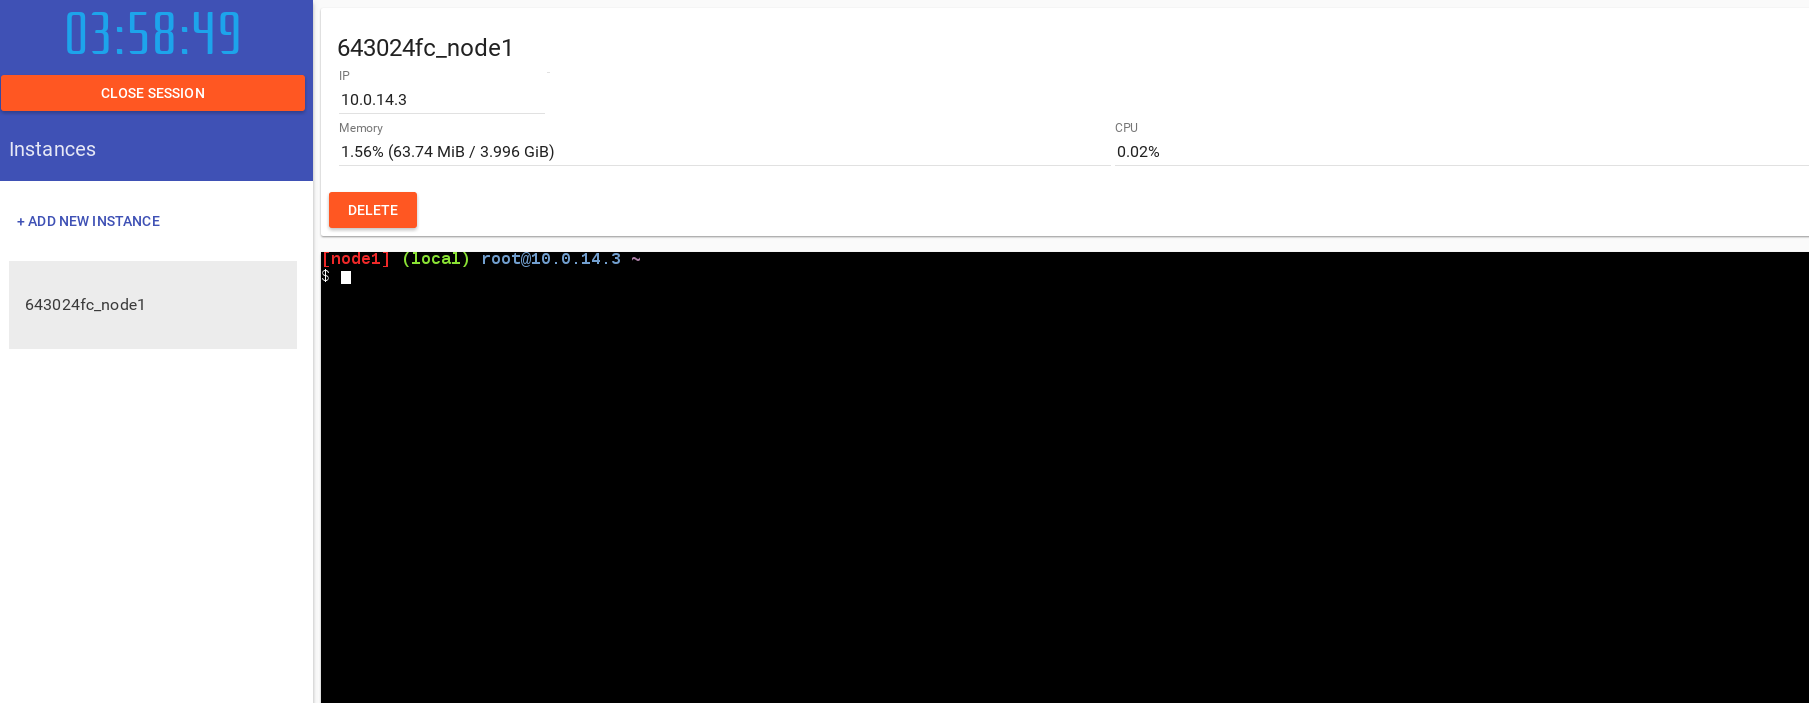 03:58:49
CLOSE SESSION
Instances
+ ADD NEW INSTANCE
643024fc_node1
643024fc_node1
IP
10.0.14.3
Memory
1.56% (63.74 MiB / 3.996 GiB)
CPU
0.02%
DELETE
[node1] (local) root@10.0.14.3 ~
$